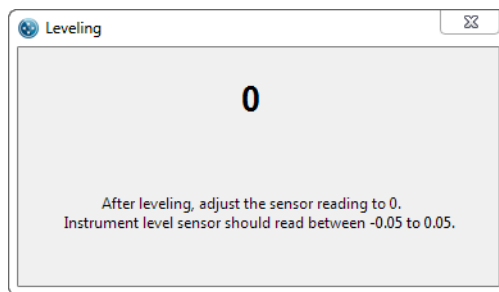 Leveling
0
After leveling, adjust the sensor reading to 0.
Instrument level sensor should read between -0.05 to 0.05.